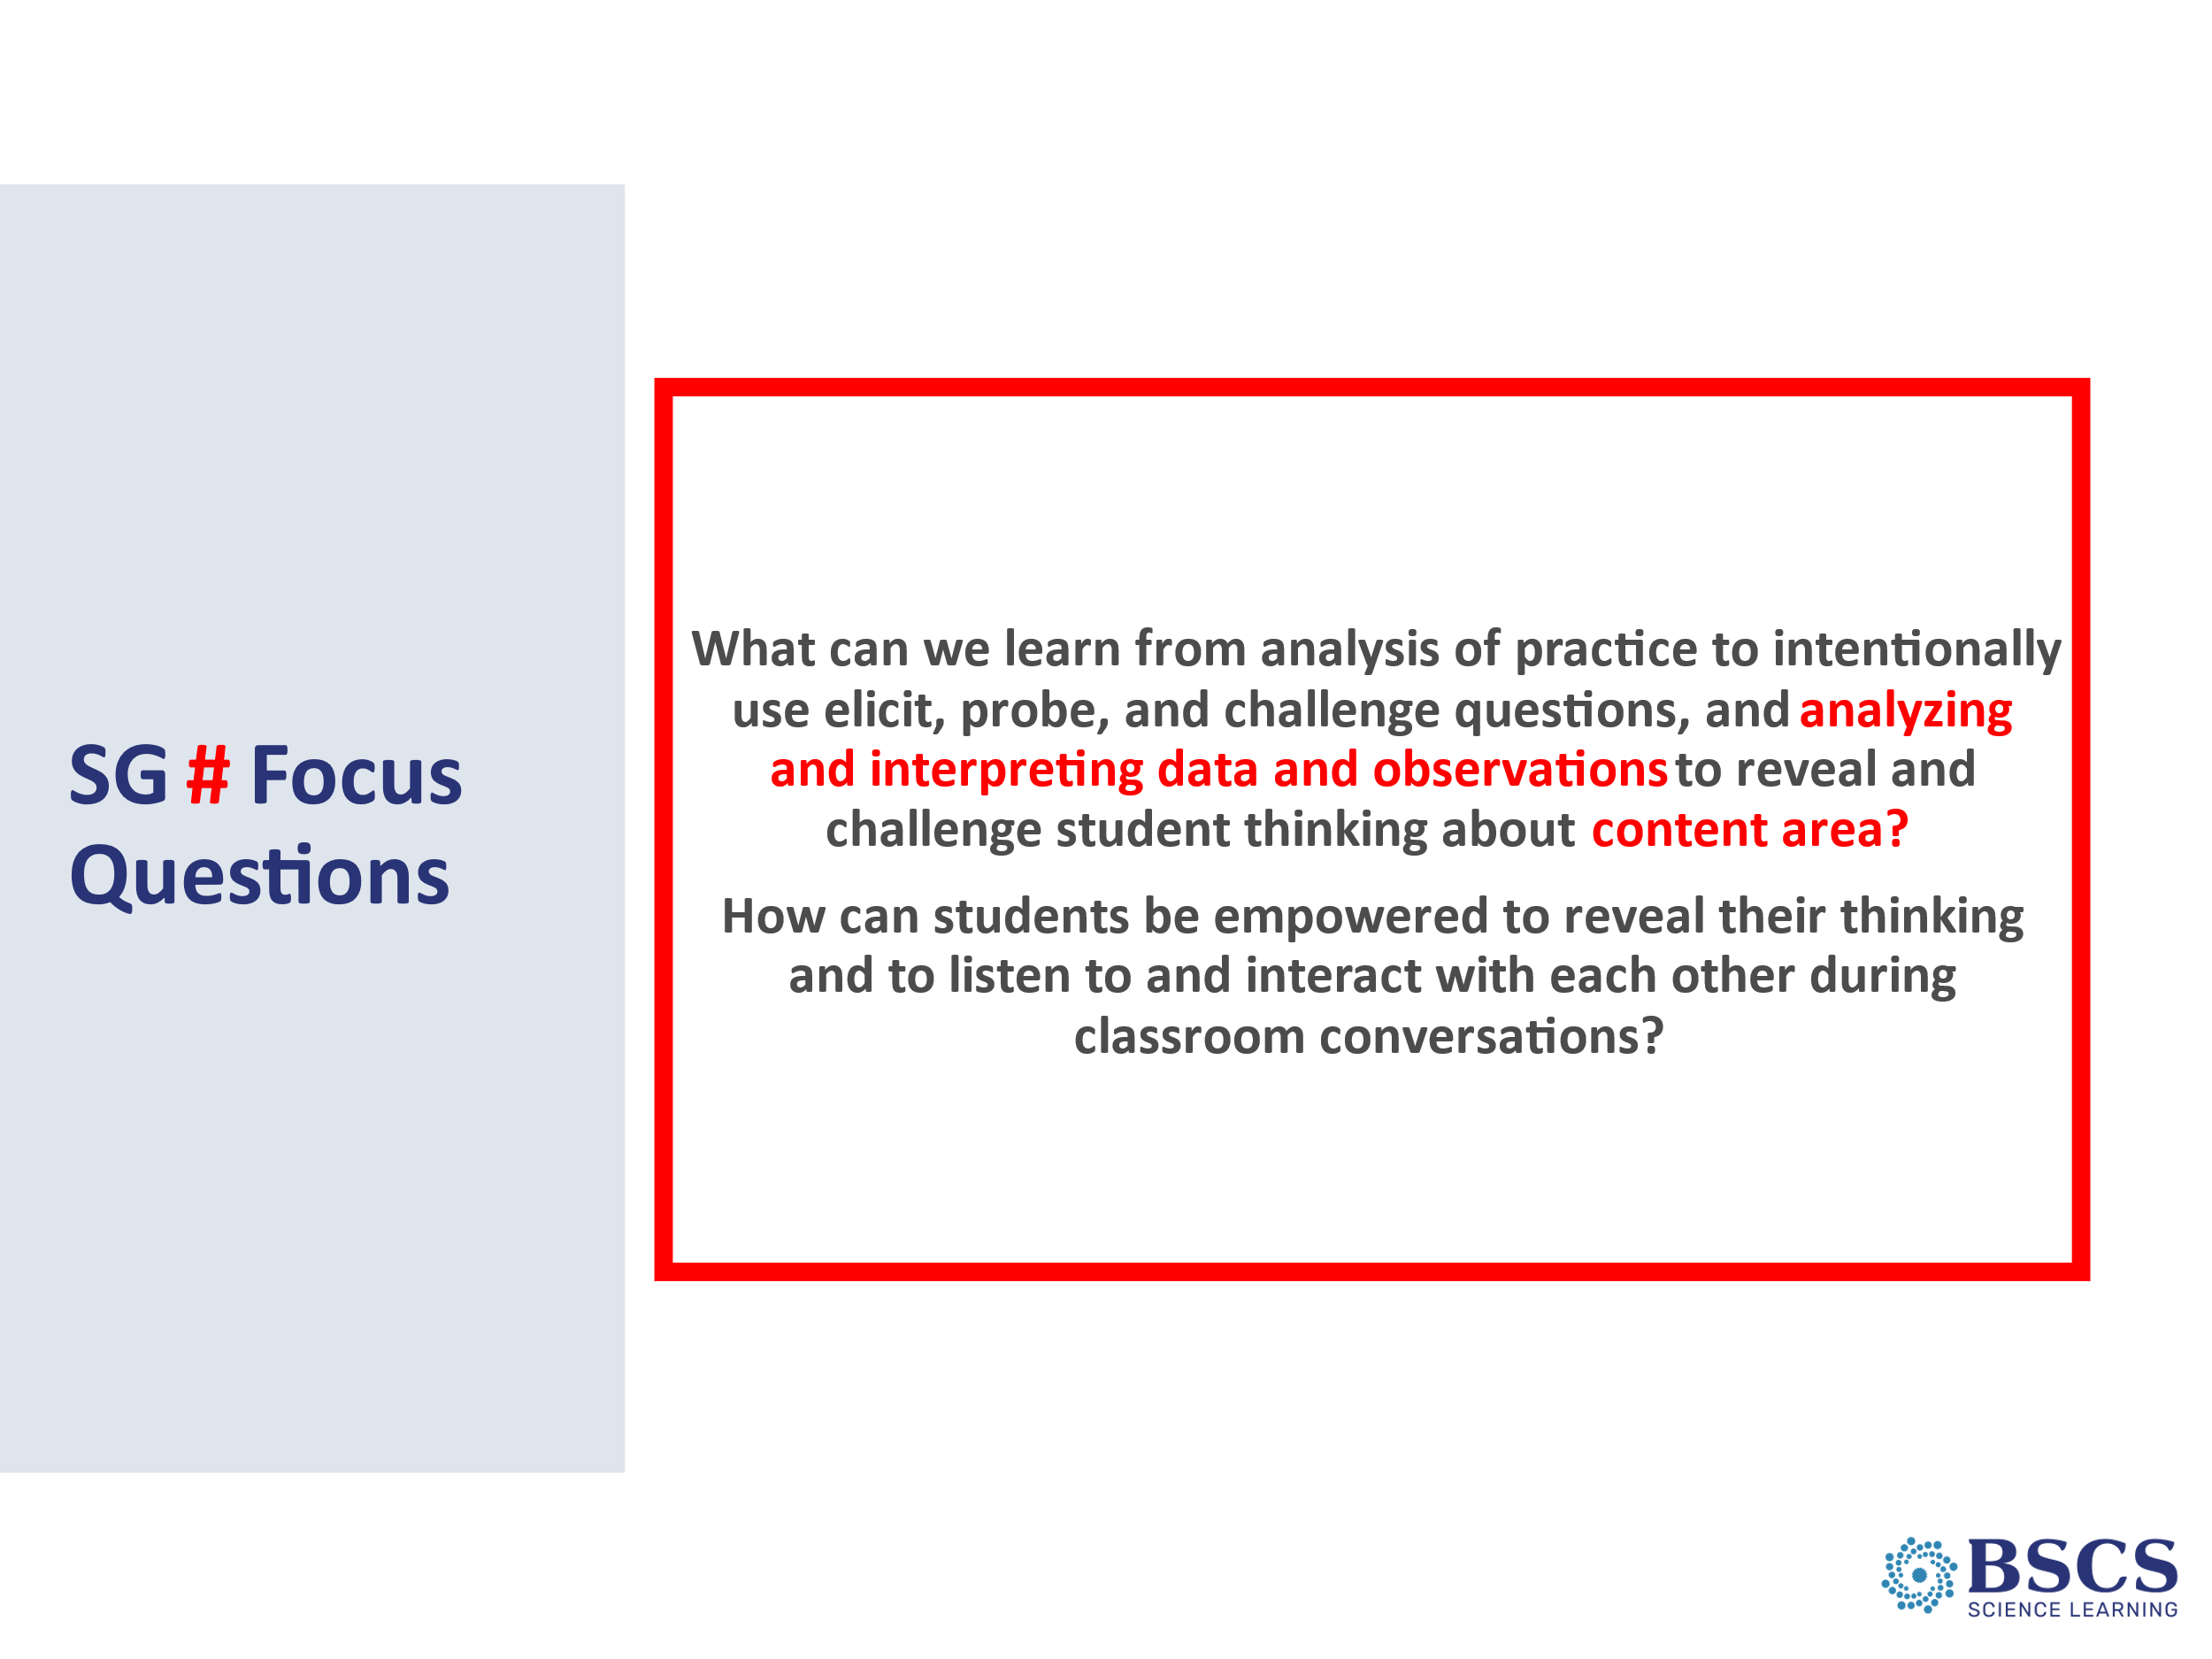 SG # Focus
Questions
What can we learn from analysis of practice to intentionally
use elicit, probe, and challenge questions, and analyzing
and interpreting data and observations to reveal and
challenge student thinking about content area?
How can students be empowered to reveal their thinking
and to listen to and interact with each other during
classroom conversations?
BSCS
SCIENCE LEARNING